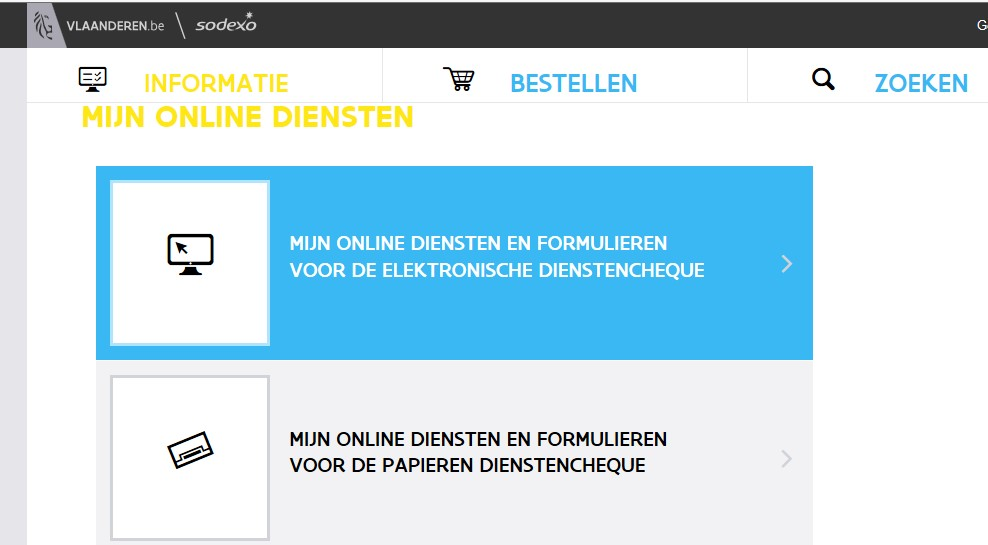 VLAANDEREN.be sodexo
INFORMATIE
BESTELLEN
ZOEKEN
MIJN ONLINE DIENSTEN
MIJN ONLINE DIENSTEN EN FORMULIEREN
VOOR DE ELEKTRONISCHE DIENSTENCHEQUE
MIJN ONLINE DIENSTEN EN FORMULIEREN
VOOR DE PAPIEREN DIENSTENCHEQUE